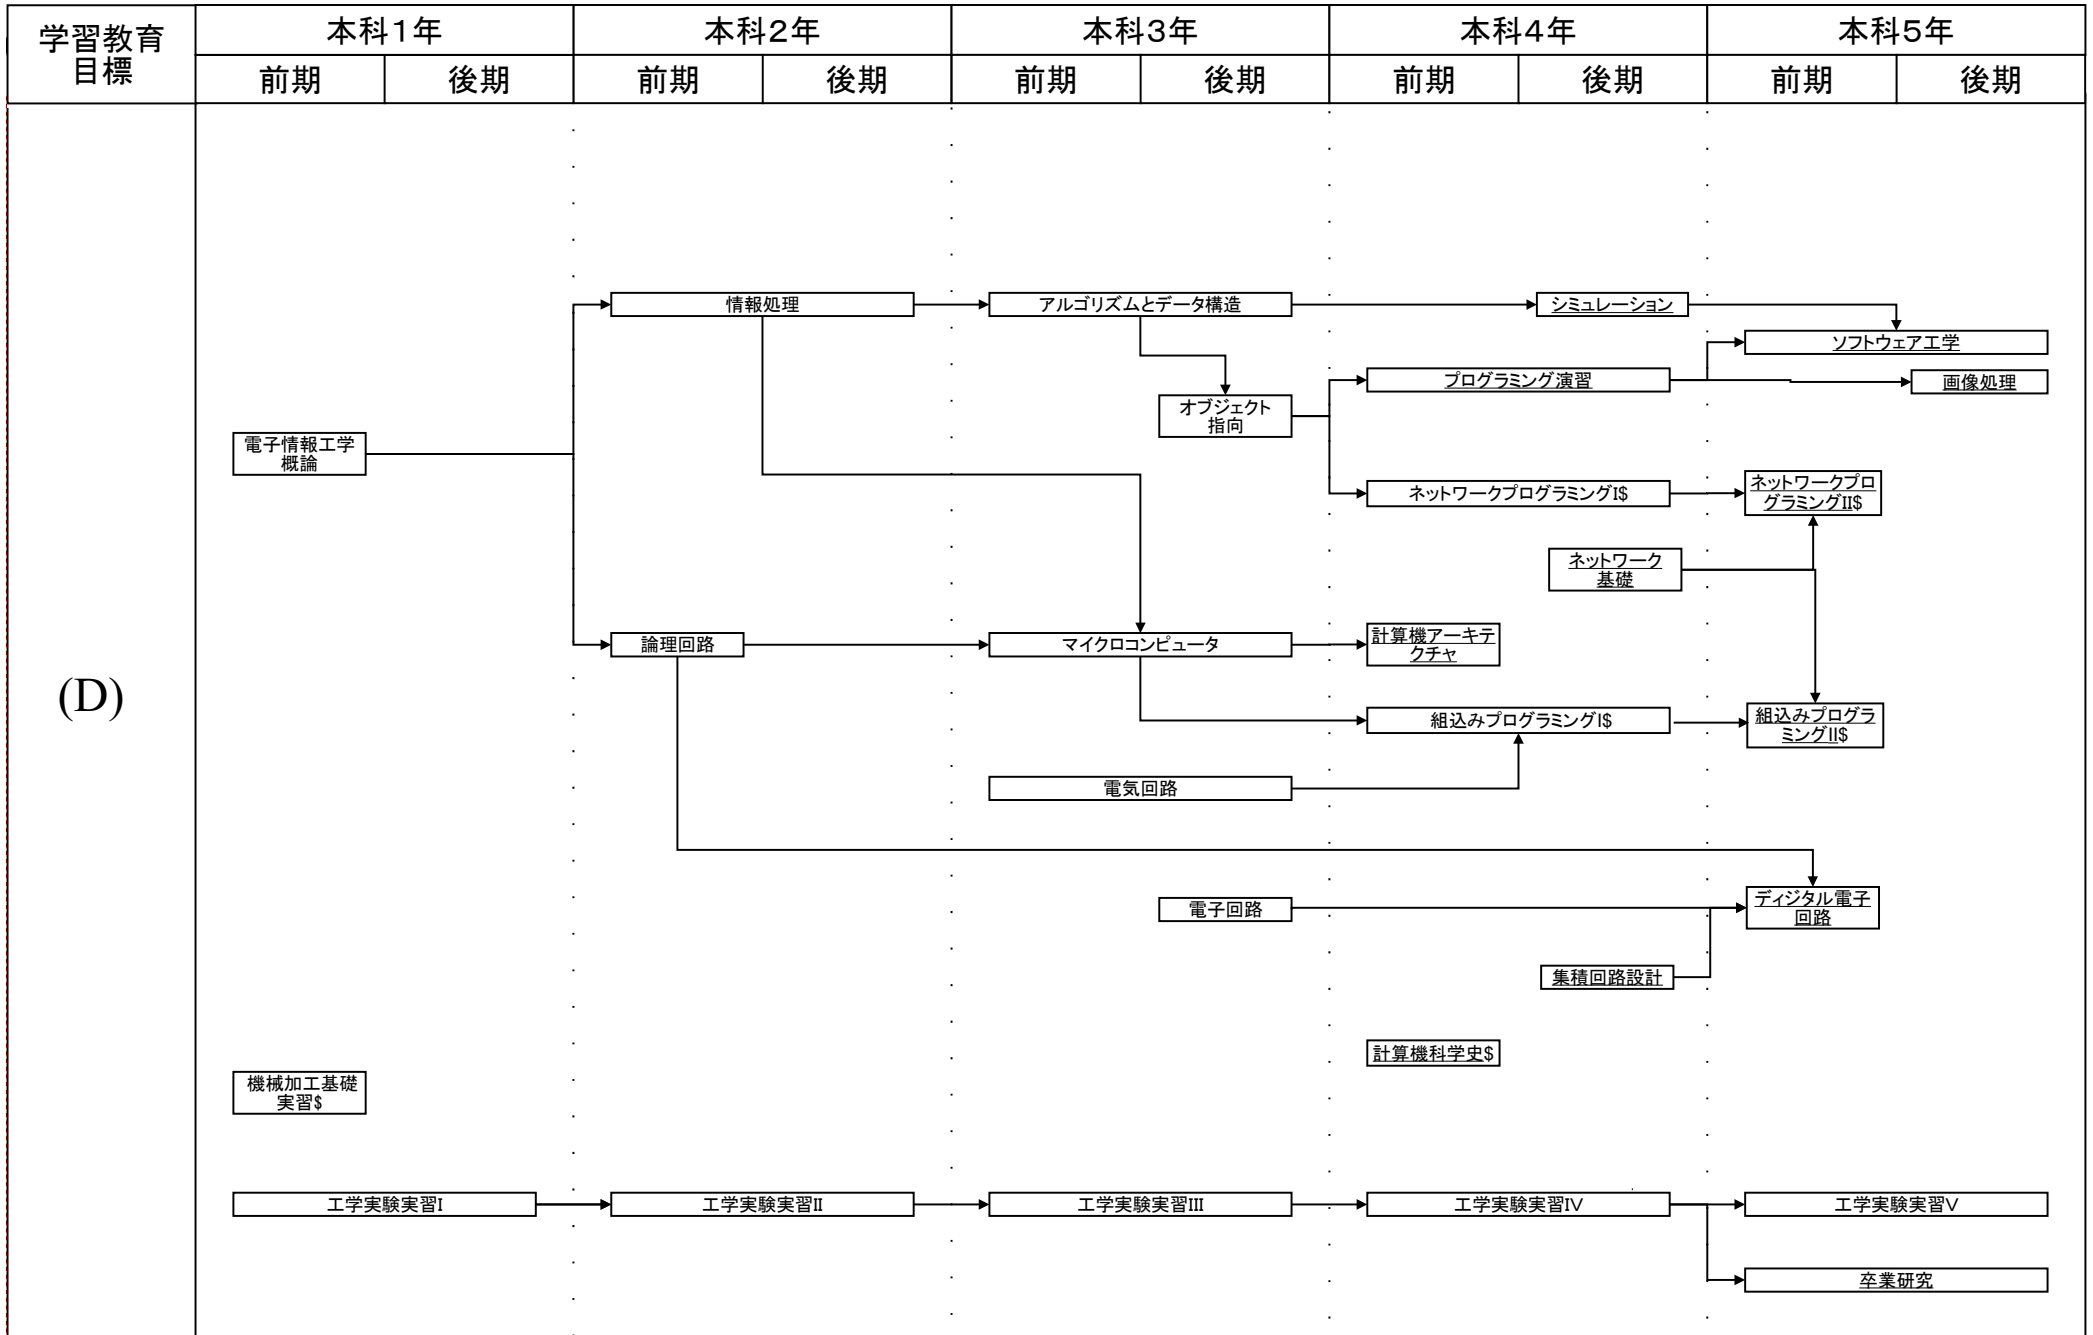 学習教育
目標
本科1年
本科2年
本科3年
本科4年
本科5年
前期
後期
前期
後期
前期
後期
前期
後期
前期
後期
(D)
情報処理
アルゴリズムとデータ構造
シミュレーション
ソフトウェア工学
プログラミング演習
画像処理
オブジェクト
指向
電子情報工学
概論
ネットワークプログラミングI$
ネットワークプロ
グラミングII$
ネットワーク
基礎
論理回路
マイクロコンピュータ
計算機アーキテ
クチャ
組込みプログラミングI$
組込みプログラ
ミングII$
電気回路
電子回路
ディジタル電子
回路
集積回路設計
計算機科学史$
機械加工基礎
実習$
工学実験実習I
工学実験実習II
工学実験実習III
工学実験実習IV
工学実験実習V
卒業研究